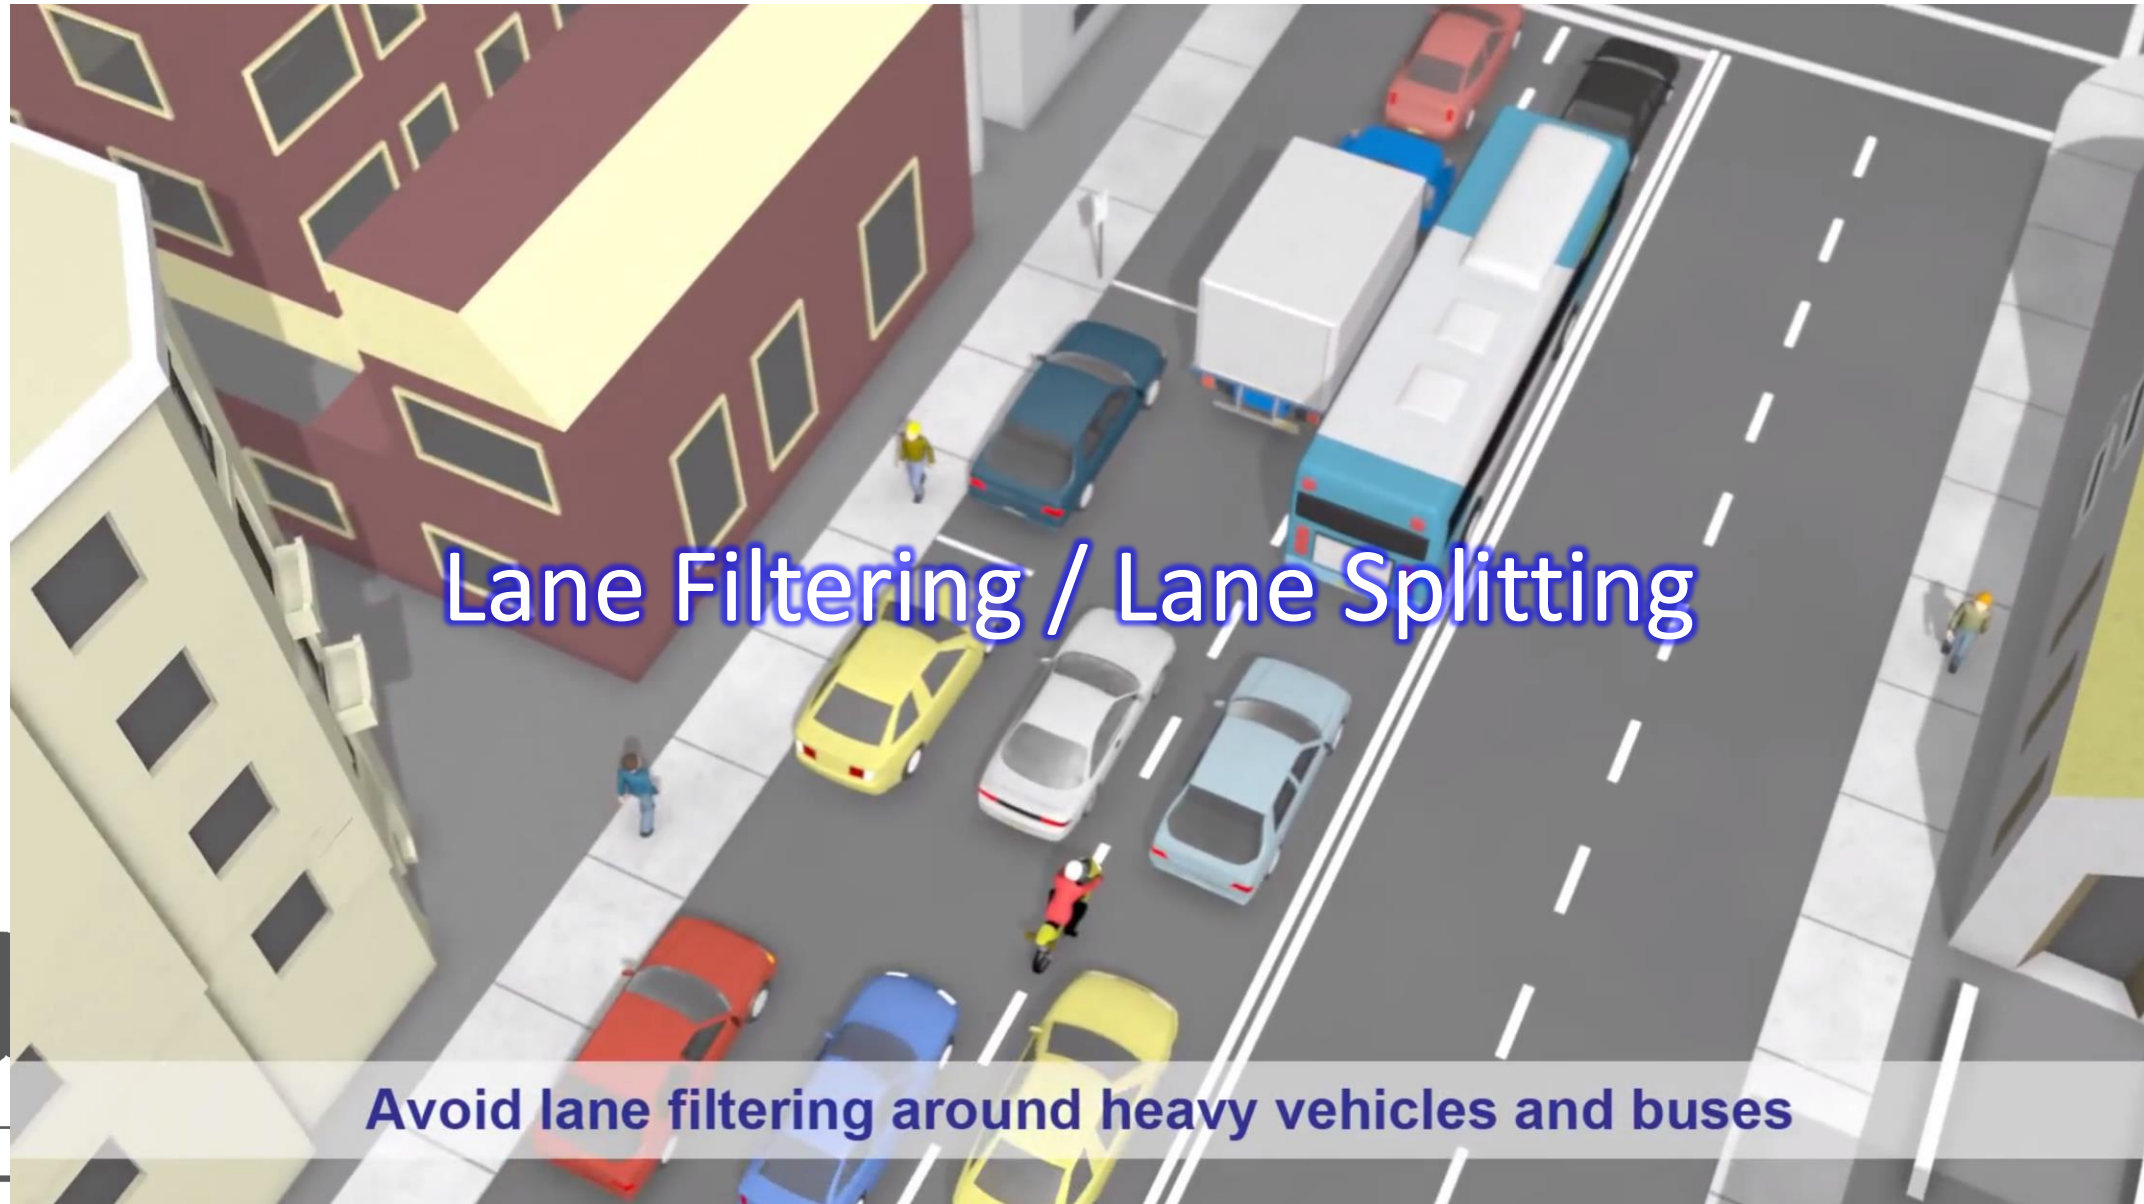 Lane Filtering / Lane Splitting
Avoid lane filtering around heavy vehicles and buses